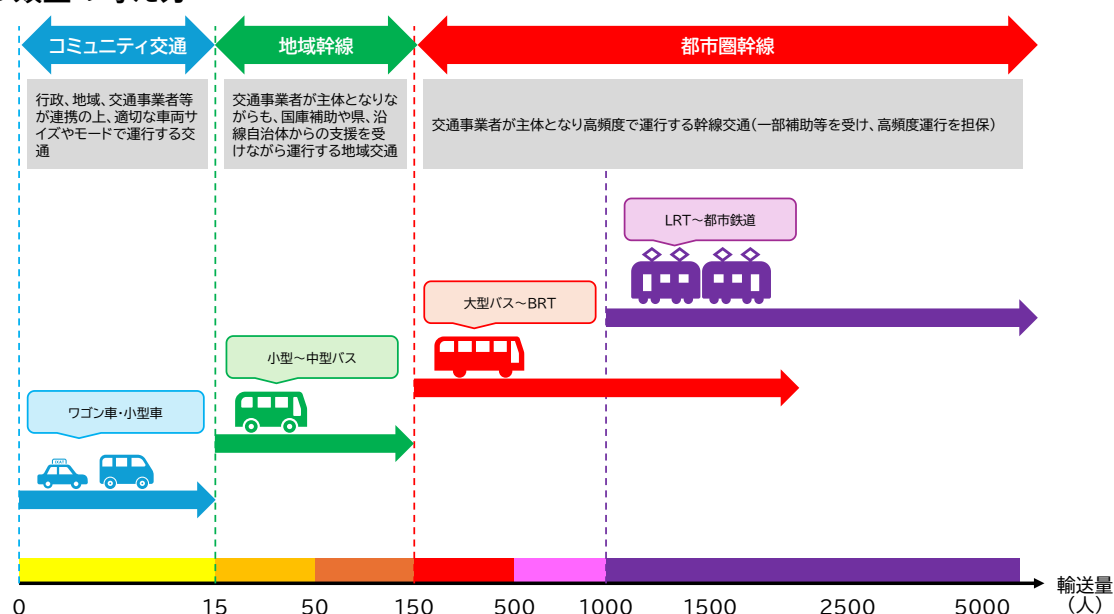 コミュニティ交通
地域幹線
都市圏幹線
行政、地域、交通事業者等
が連携の上、適切な車両サ
イズやモードで運行する交
通
交通事業者が主体となりな
がらも、国庫補助や県、沿
線自治体からの支援を受
けながら運行する地域交通
交通事業者が主体となり高頻度で運行する幹線交通(一部補助等を受け、高頻度運行を担保)
LRT～都市鉄道
大型バス～BRT
小型～中型バス
ワゴン車・小型車
0
15
50
150
500
1000
1500
2500
5000
輸送量
(人)